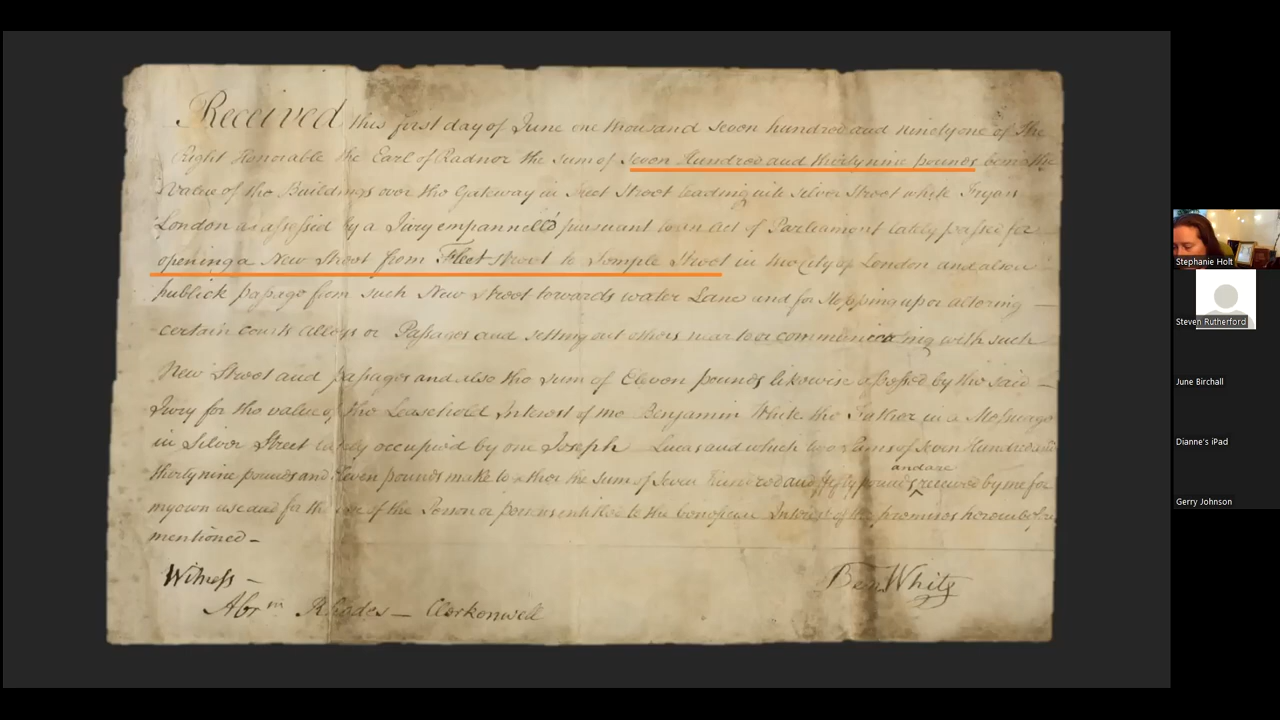 Received this first day of June one thousand seven hundred and ninety one of the
Right Honorable the Earl of Radnor the sum of Seven Hundred and thirty nine pounds being the
Value of the Buildings over the Gateway in Fleet Street leading into Silver Street White Fryars
London as assessed by a Jury empannell'd pursuant to an Act of Parliament lately passed for
opening a New Street from Fleet Street to Temple Street in the City of London and also a
publick passage from such New Street towards Water Lane and for Stopping up or altering —
certain courts alleys or Passages and setting out others near to or communicating with such
New Street and passages and also the sum of Eleven pounds likewise assessed by the said —
Jury for the value of the Leasehold Interest of me Benjamin White the Father in a Messuage
in Silver Street lately occupied by one Joseph Lucas and which two Sums of Seven Hundred and
thirty nine pounds and Eleven pounds make together the sum of Seven Hundred and fifty pounds and are received by me for
my own use and for the use of the Person or persons entitled to the beneficial Interest of the premises hereinbefore
mentioned —
Witness —
Abrm Rhodes — Clerkenwell
Ben White
Stephanie Holt
Steven Rutherford
June Birchall
Dianne's iPad
Gerry Johnson